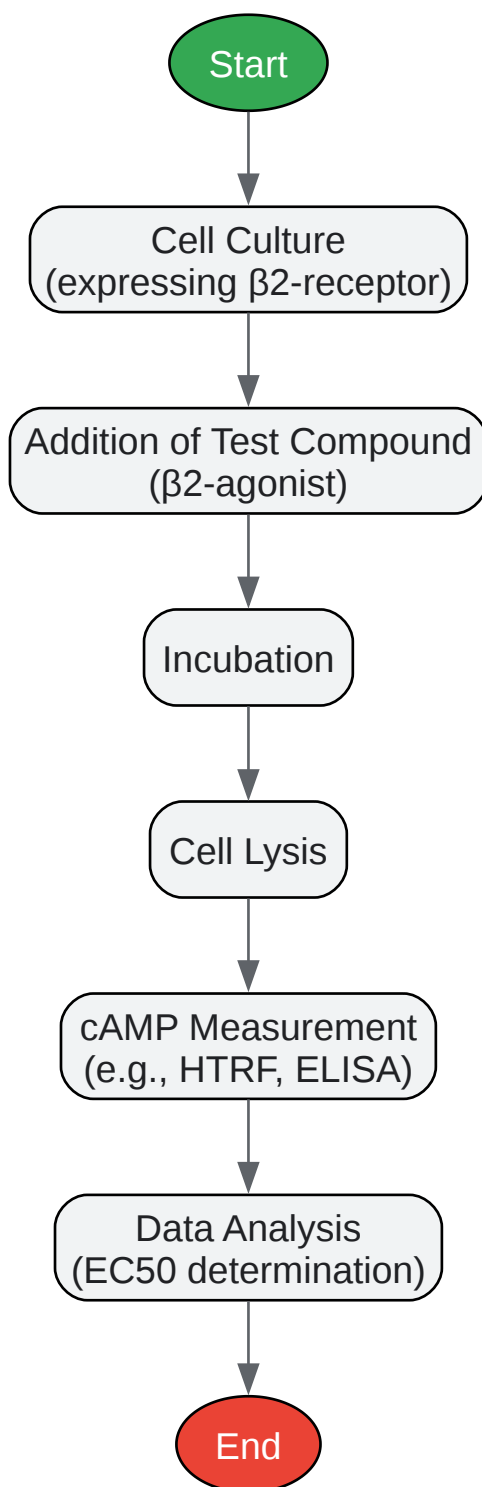 Start
Cell Culture
(expressing β2-receptor)
Addition of Test Compound
(β2-agonist)
Incubation
Cell Lysis
cAMP Measurement
(e.g., HTRF, ELISA)
Data Analysis
(EC50 determination)
End